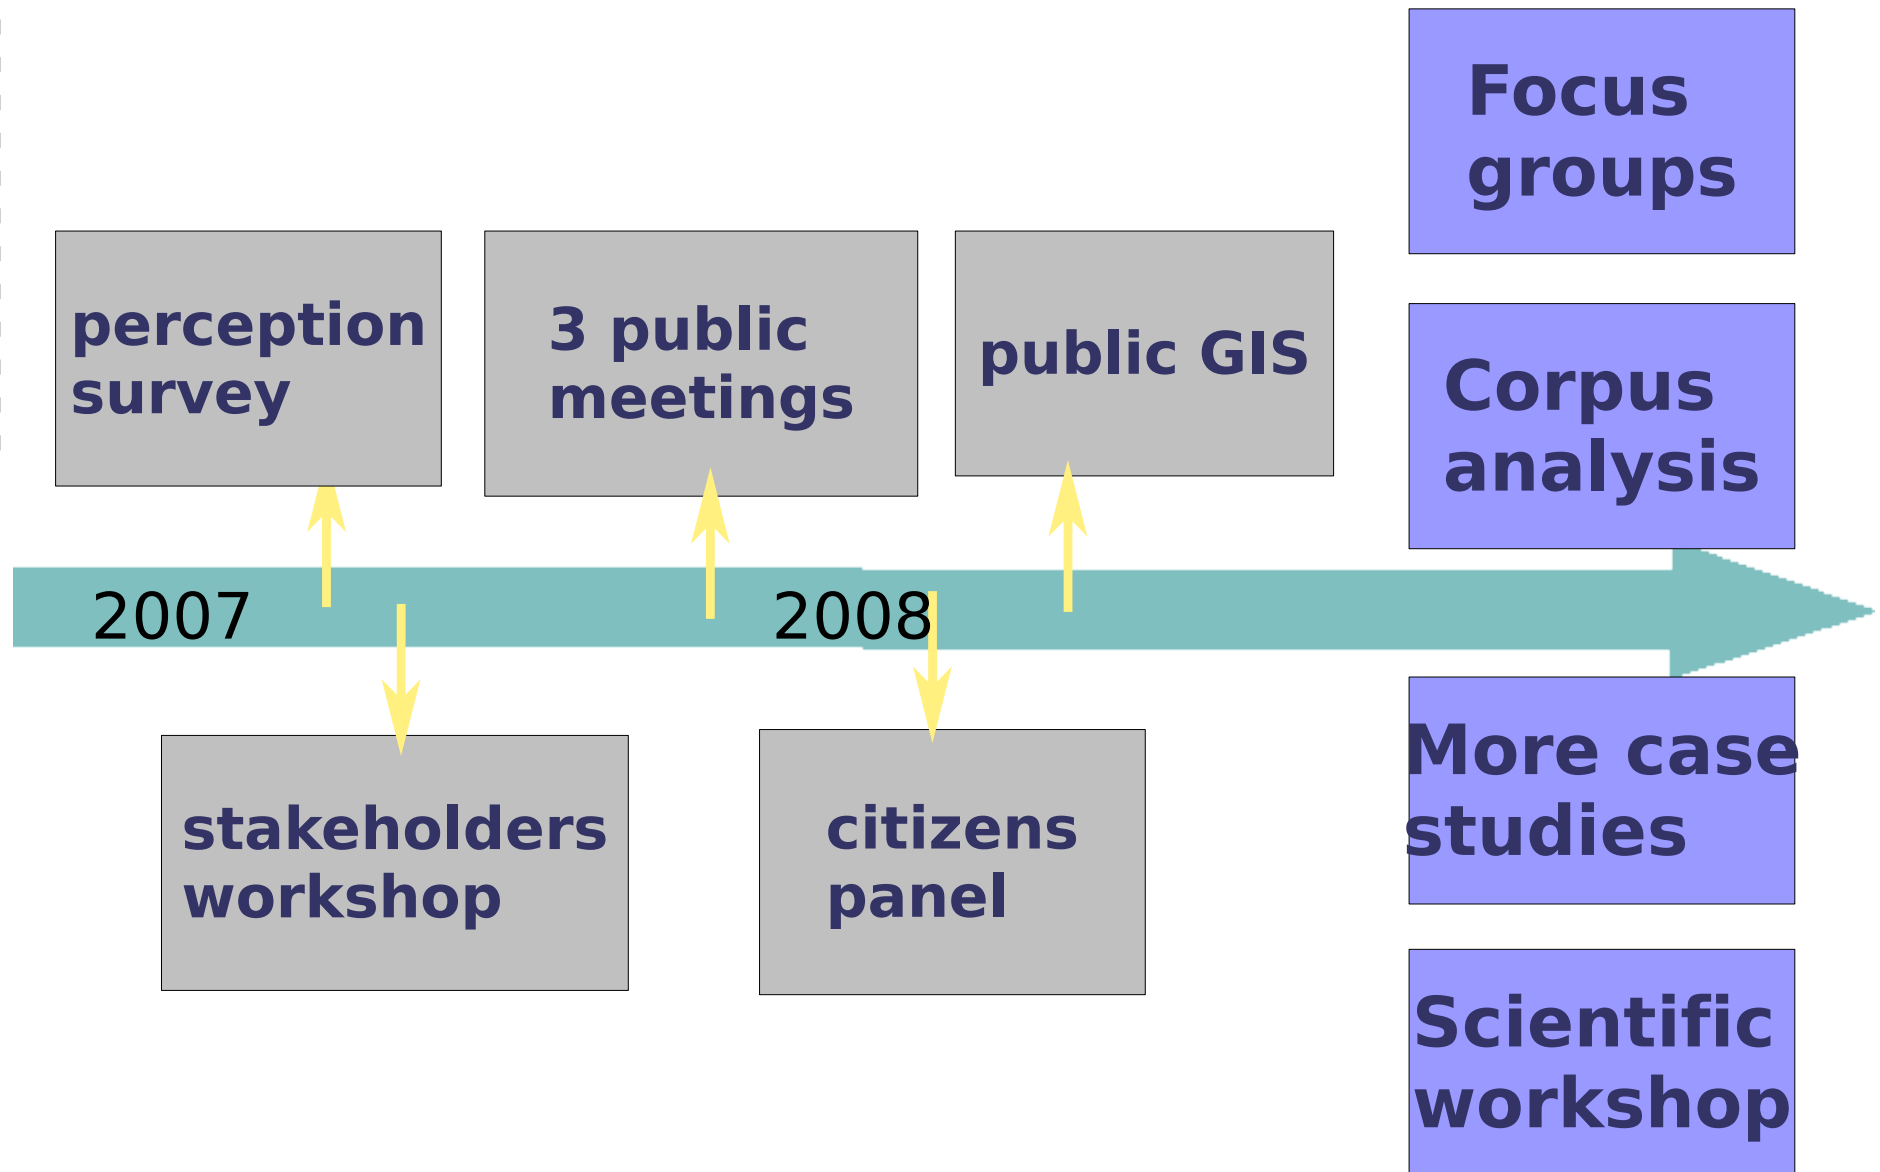 Focus
groups
perception
survey
3 public
meetings
public GIS
Corpus
analysis
2007
2008
stakeholders
workshop
citizens
panel
More case
studies
Scientific
workshop